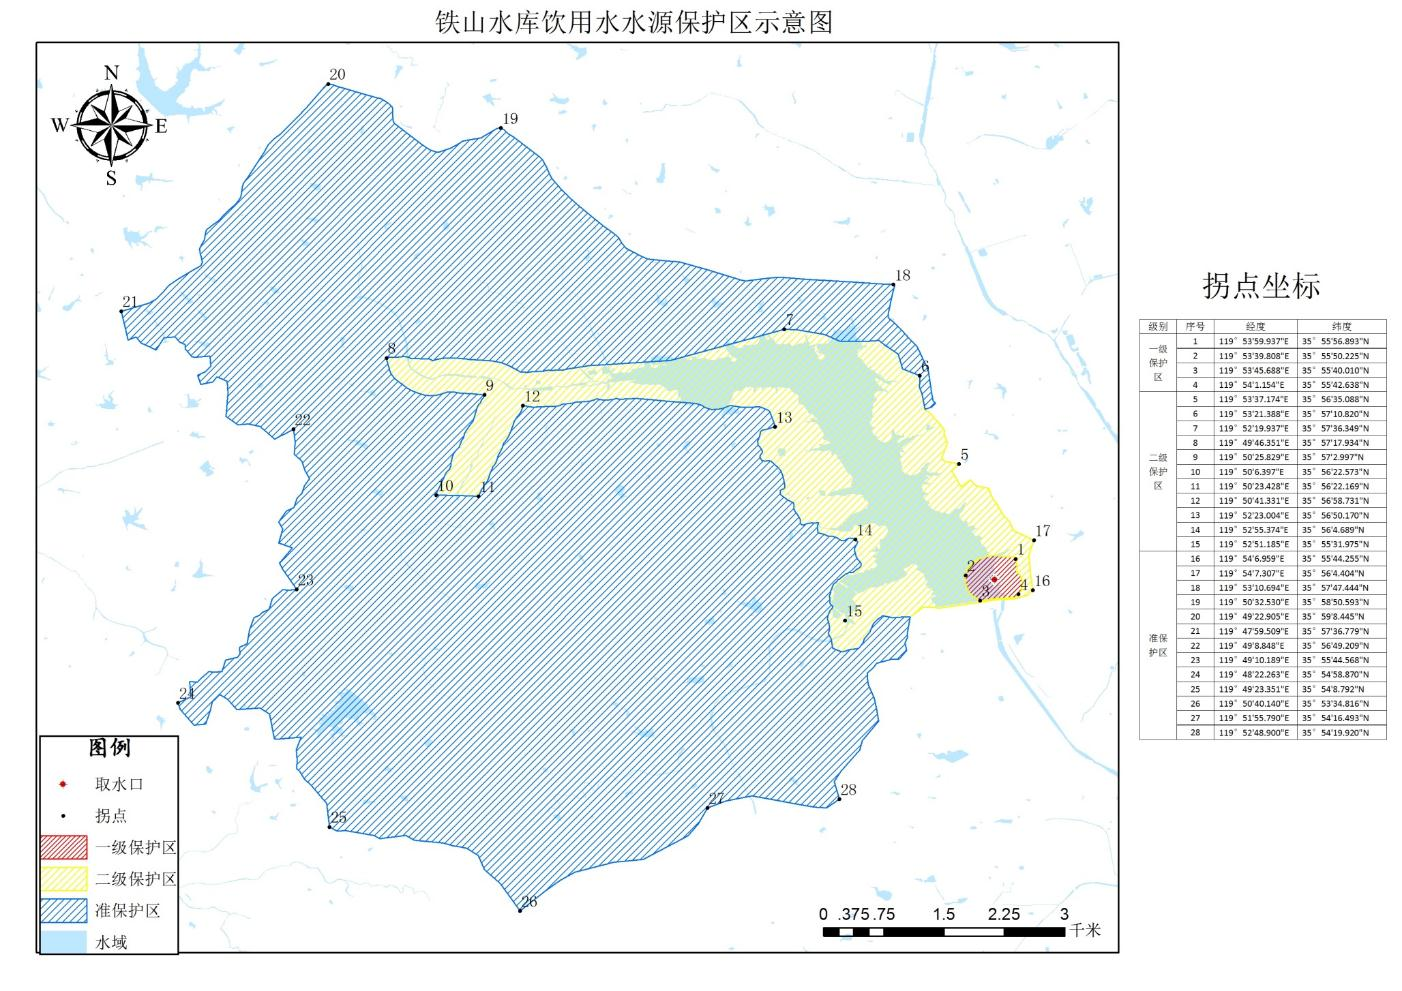 铁山水库饮用水水源保护区示意图
N
W E
S
20
19
18
21
7
8
6
9
12
13
22
5
10
11
14
17
1
2
23
4
16
3
15
24
28
27
25
26
图例
取水口
拐点
一级保护区
二级保护区
准保护区
水域
0 .375 .75 1.5 2.25 3
千米
拐点坐标
级别 序号 经度 纬度
一级保护区
1 119°53'59.937"E 35°55'56.893"N
2 119°53'39.808"E 35°55'50.225"N
3 119°53'45.688"E 35°55'40.010"N
4 119°54'1.154"E 35°55'42.638"N
二级保护区
5 119°53'37.174"E 35°56'35.088"N
6 119°53'21.388"E 35°57'10.820"N
7 119°52'19.937"E 35°57'36.349"N
8 119°49'46.351"E 35°57'17.934"N
9 119°50'25.829"E 35°57'2.997"N
10 119°50'6.397"E 35°56'22.573"N
11 119°50'23.428"E 35°56'22.169"N
12 119°50'41.331"E 35°56'58.731"N
13 119°52'23.004"E 35°56'50.170"N
14 119°52'55.374"E 35°56'4.689"N
15 119°52'51.185"E 35°55'31.975"N
准保护区
16 119°54'6.959"E 35°55'44.255"N
17 119°54'7.307"E 35°56'4.404"N
18 119°53'10.694"E 35°57'47.444"N
19 119°50'32.530"E 35°58'50.593"N
20 119°49'22.905"E 35°59'8.445"N
21 119°47'59.509"E 35°57'36.779"N
22 119°49'8.848"E 35°56'49.209"N
23 119°49'10.189"E 35°55'44.568"N
24 119°48'22.263"E 35°54'58.870"N
25 119°49'23.351"E 35°54'8.792"N
26 119°50'40.140"E 35°53'34.816"N
27 119°51'55.790"E 35°54'16.493"N
28 119°52'48.900"E 35°54'19.920"N